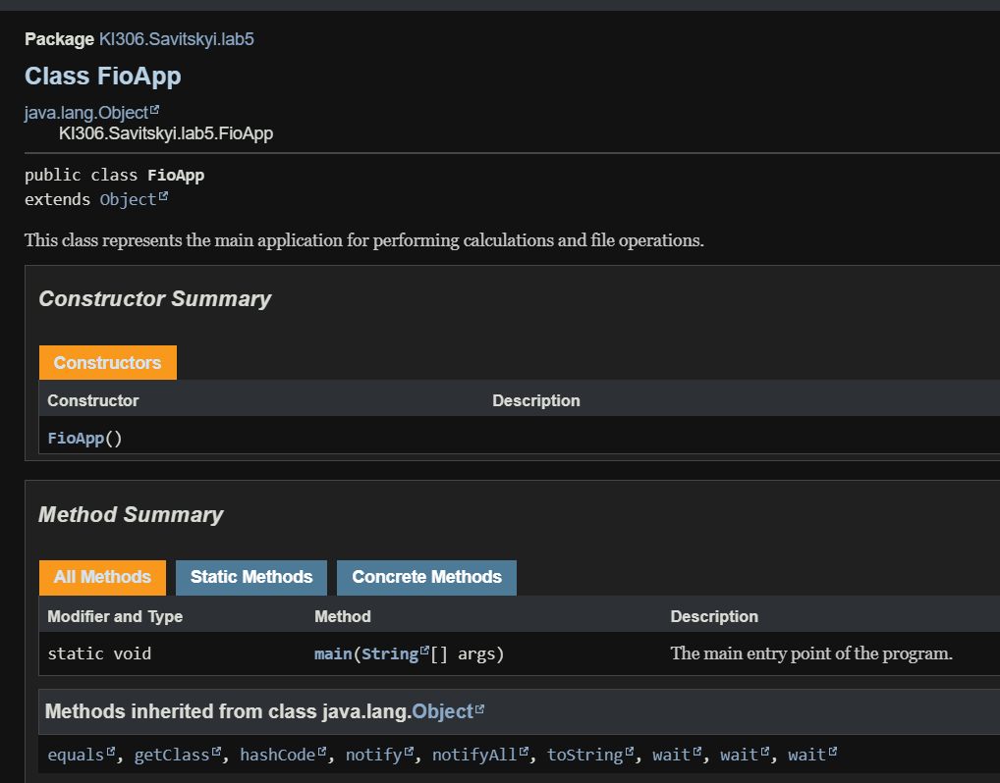 Package KI306.Savitskyi.lab5
Class FioApp
java.lang.Object
KI306.Savitskyi.lab5.FioApp
public class FioApp
extends Object
This class represents the main application for performing calculations and file operations.
Constructor Summary
Constructors
Constructor Description
FioApp()
Method Summary
All Methods Static Methods Concrete Methods
Modifier and Type Method Description
static void main(String[] args) The main entry point of the program.
Methods inherited from class java.lang.Object
equals, getClass, hashCode, notify, notifyAll, toString, wait, wait, wait